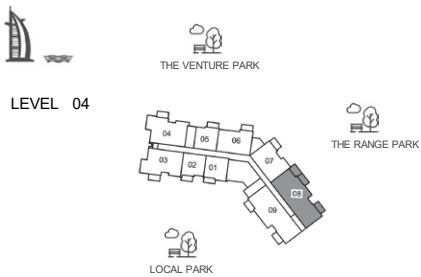 THE VENTURE PARK
LEVEL 04
THE RANGE PARK
04
05
06
03
02
01
07
08
09
LOCAL PARK